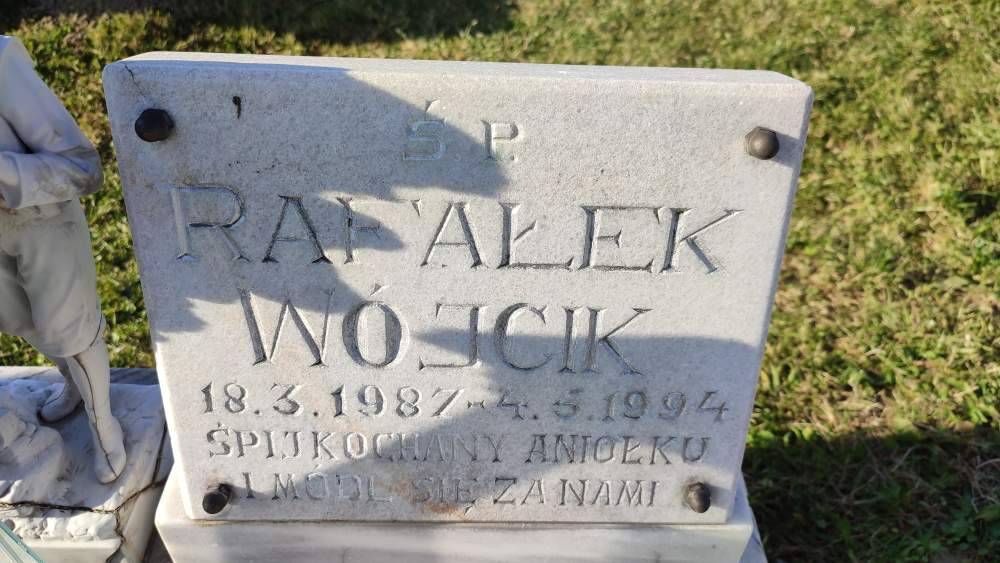 Ś.P.
RAFAŁEK
WÓJCIK
18.3.1987-4.5.1994
ŚPIJ KOCHANY ANIOŁKU
I MÓDL SIĘ ZA NAMI